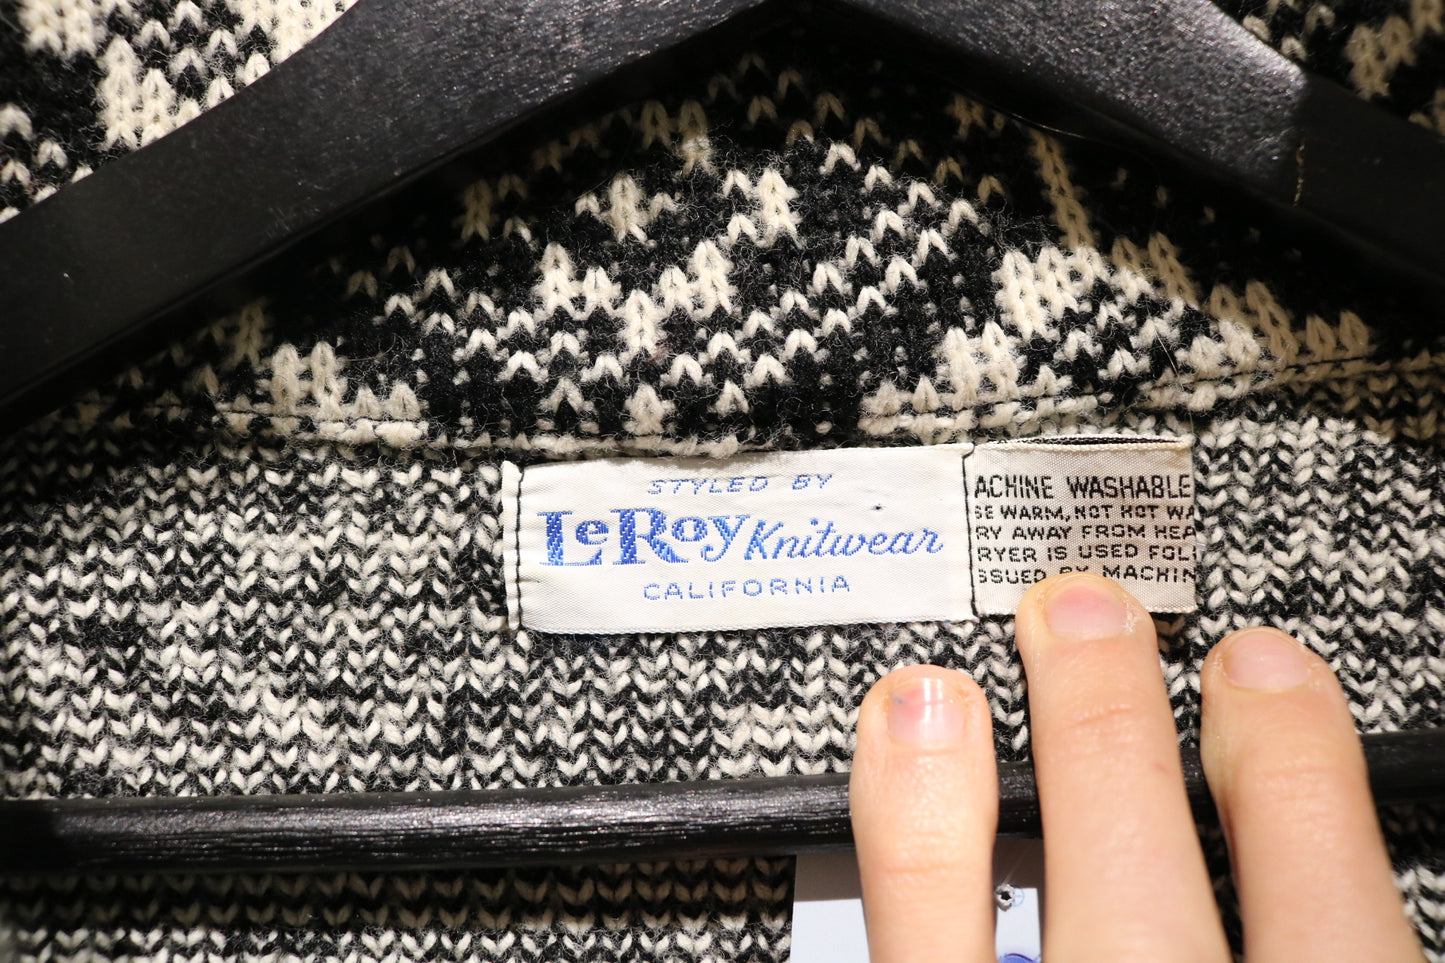 STYLED BY
LeRoy Knitwear
CALIFORNIA
ACHINE WASHABLE
SE WARM, NOT HOT WA
RY AWAY FROM HEA
RYER IS USED FOL
SSUED BY MACHIN